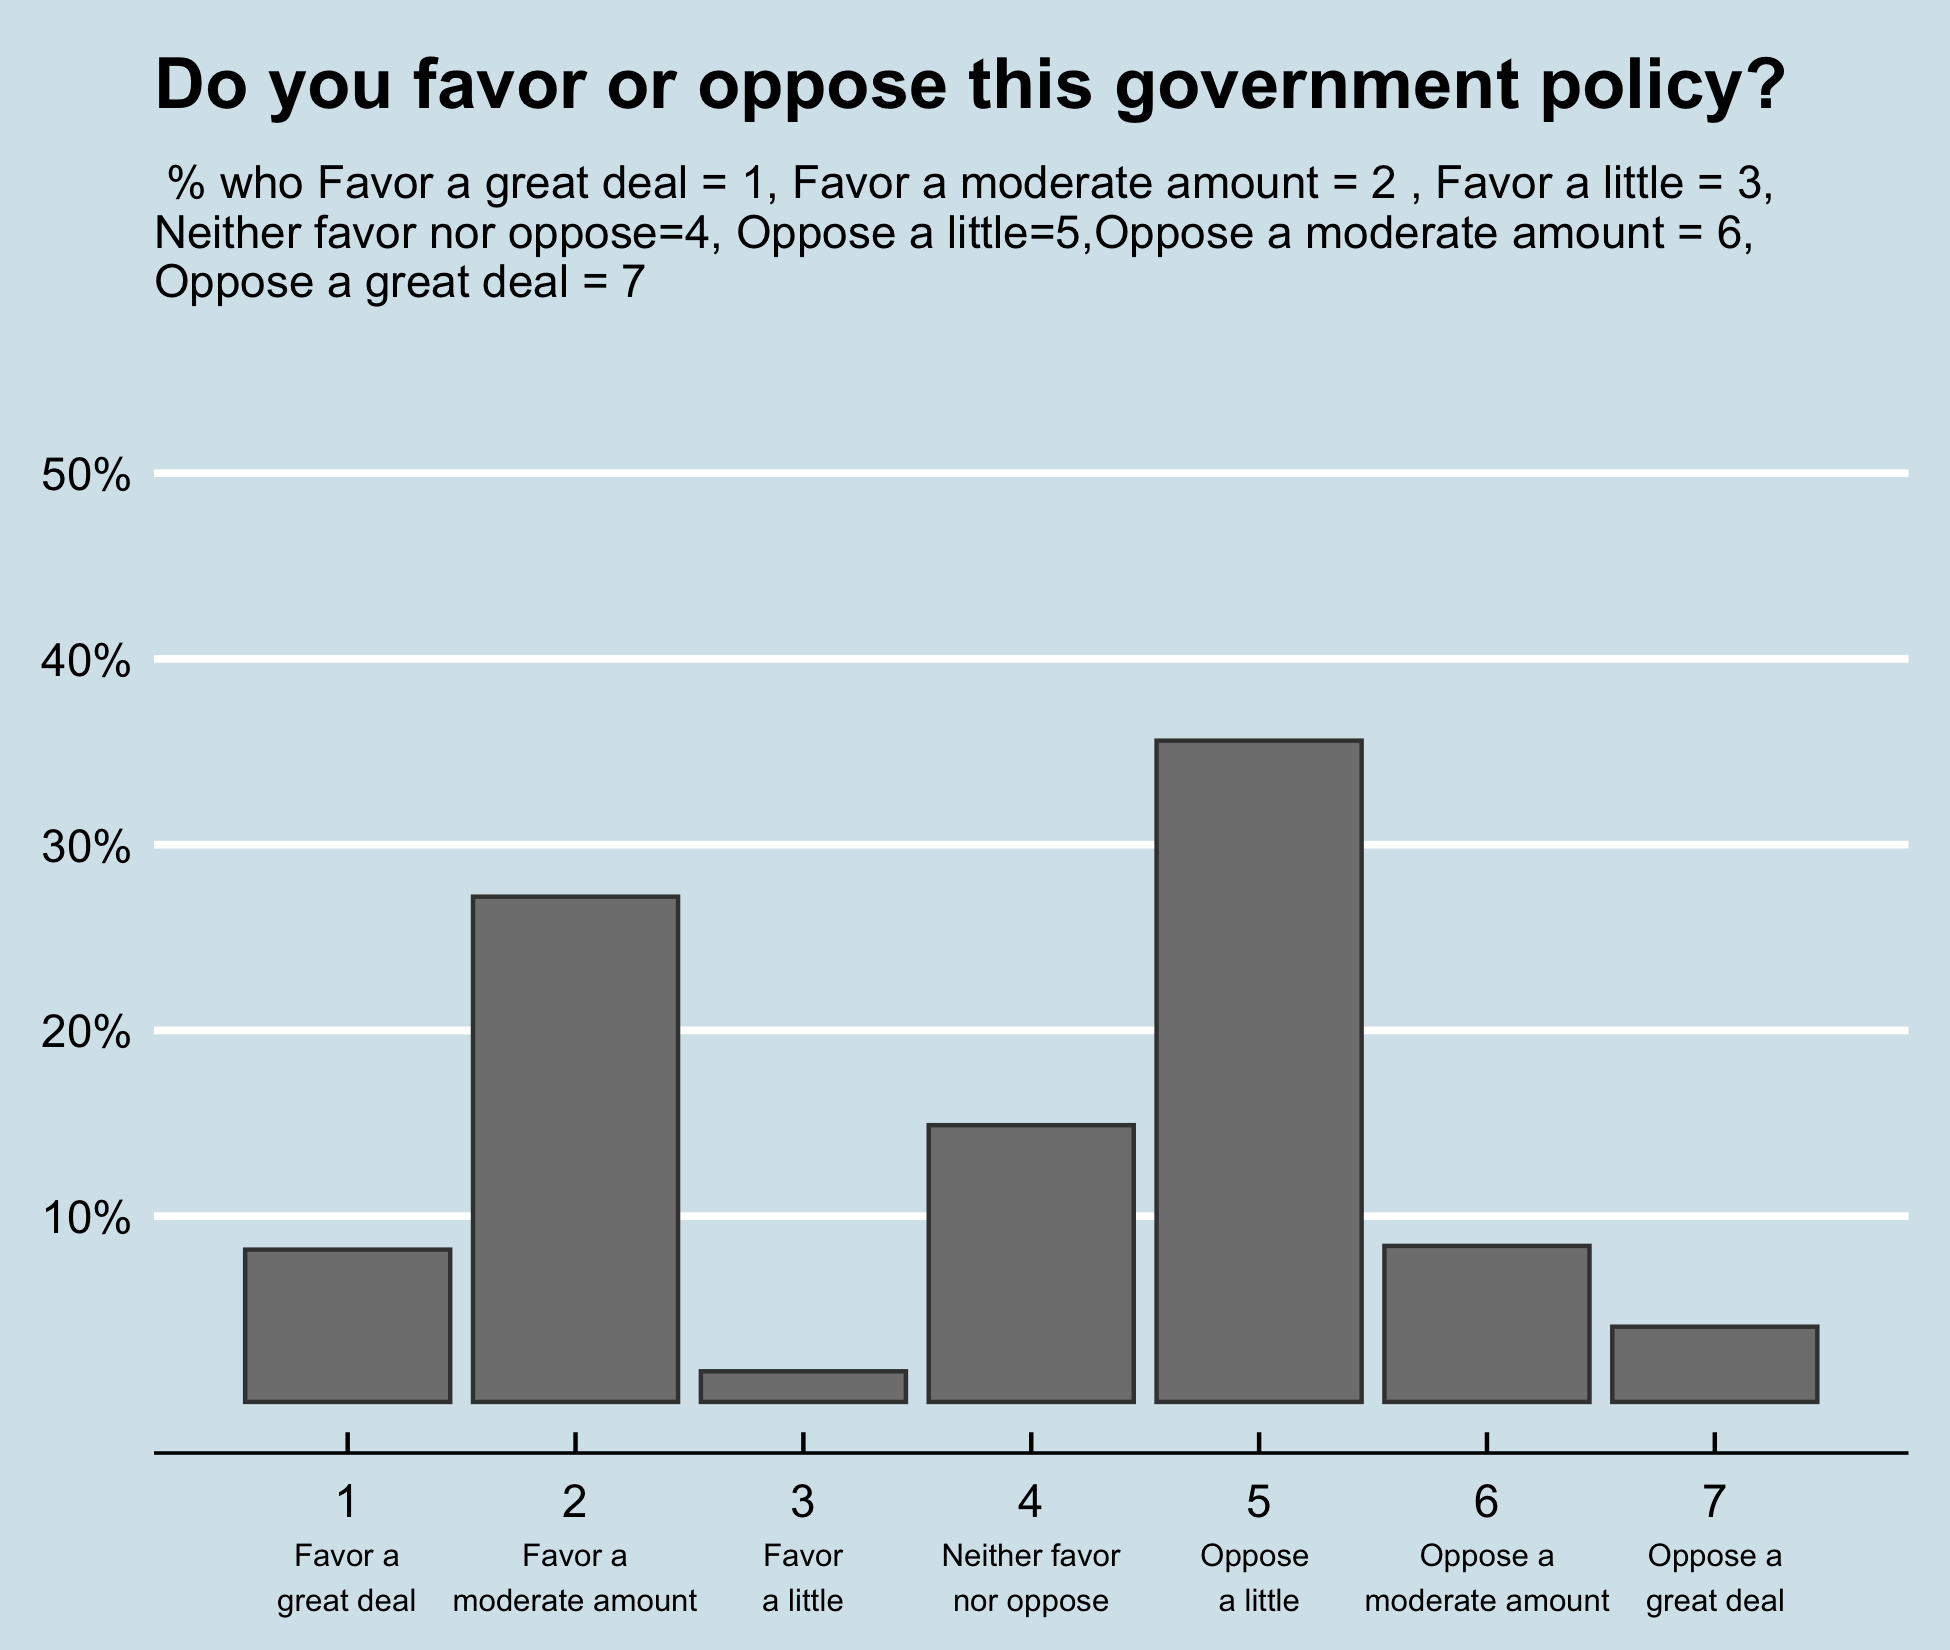 Do you favor or oppose this government policy?
% who Favor a great deal = 1, Favor a moderate amount = 2 , Favor a little = 3,
Neither favor nor oppose=4, Oppose a little=5,Oppose a moderate amount = 6,
Oppose a great deal = 7
50%
40%
30%
20%
10%
1 2 3 4 5 6 7
Favor a Favor a Favor Neither favor Oppose Oppose a Oppose a
great deal moderate amount a little nor oppose a little moderate amount great deal